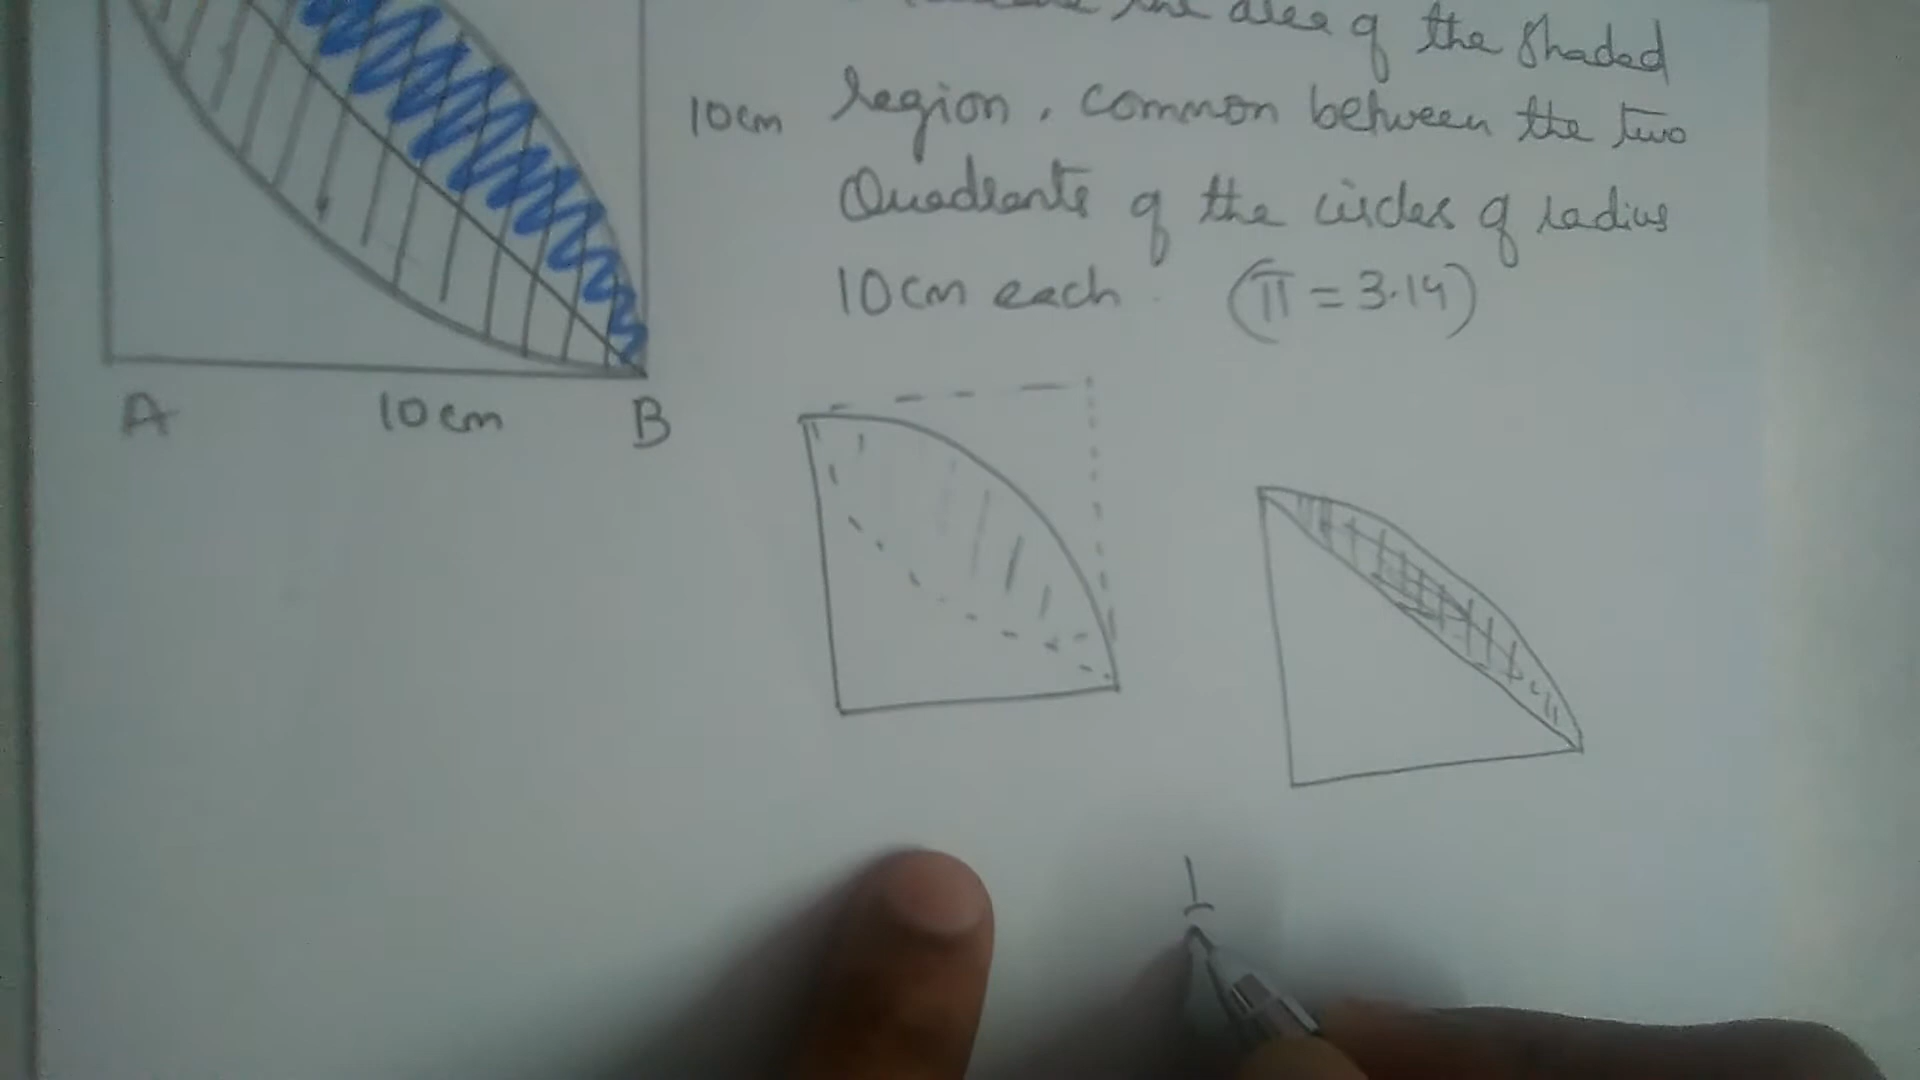 the area of the shaded
region, common between the two
Quadrants of the circles of radius
10cm each. (π = 3.14)
10cm
A 10cm B
1